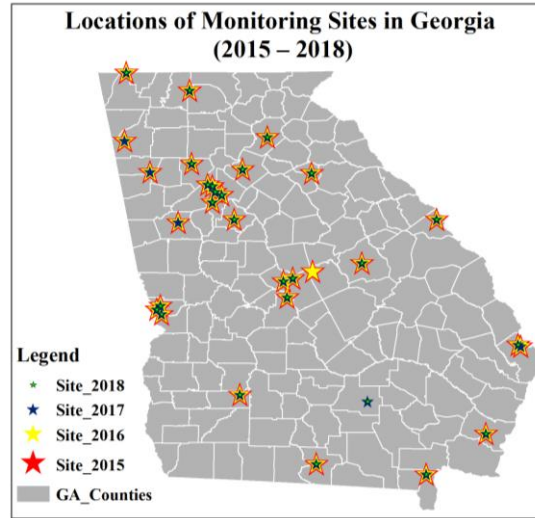 Locations of Monitoring Sites in Georgia
(2015 – 2018)
Legend
Site_2018
Site_2017
Site_2016
Site_2015
GA_Counties